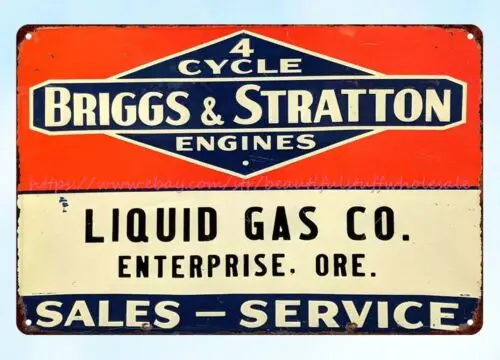 4
CYCLE
BRIGGS & STRATTON
ENGINES
LIQUID GAS CO.
ENTERPRISE. ORE.
SALES – SERVICE